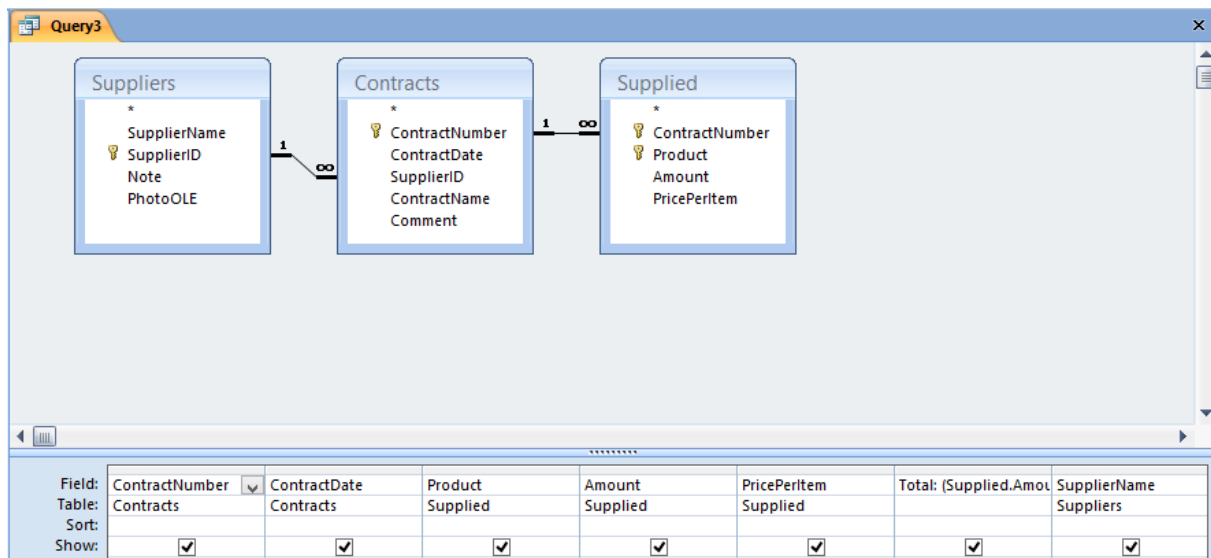 Query3
Suppliers
*
SupplierName
SupplierID
Note
PhotoOLE
Contracts
*
ContractNumber
ContractDate
SupplierID
ContractName
Comment
Supplied
*
ContractNumber
Product
Amount
PricePerItem
1 ∞
1 ∞
Field: ContractNumber ContractDate Product Amount PricePerItem Total: (Supplied.Amou SupplierName
Table: Contracts Contracts Supplied Supplied Supplied Suppliers
Sort:
Show: